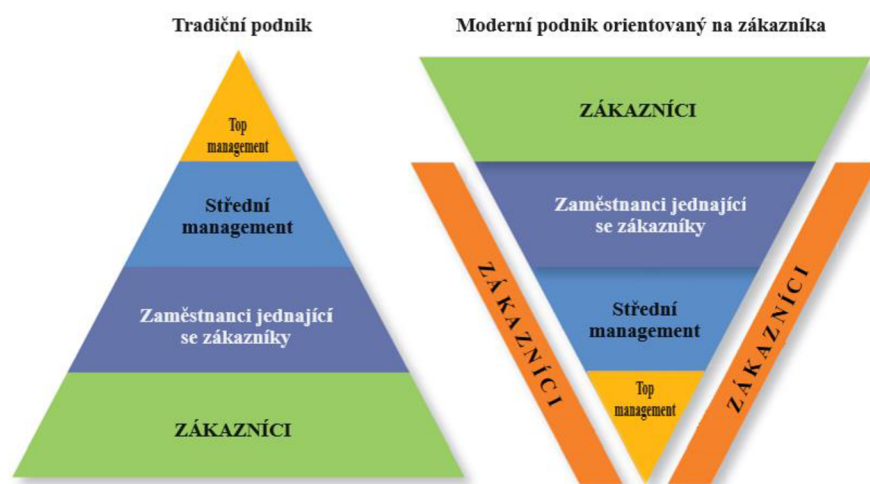 Tradiční podnik
Top
management
Střední
management
Zaměstnanci jednající
se zákazníky
ZÁKAZNÍCI
Moderní podnik orientovaný na zákazníka
ZÁKAZNÍCI
Zaměstnanci jednající
se zákazníky
Střední
management
Top
management
ZÁKAZNÍCI
ZÁKAZNÍCI